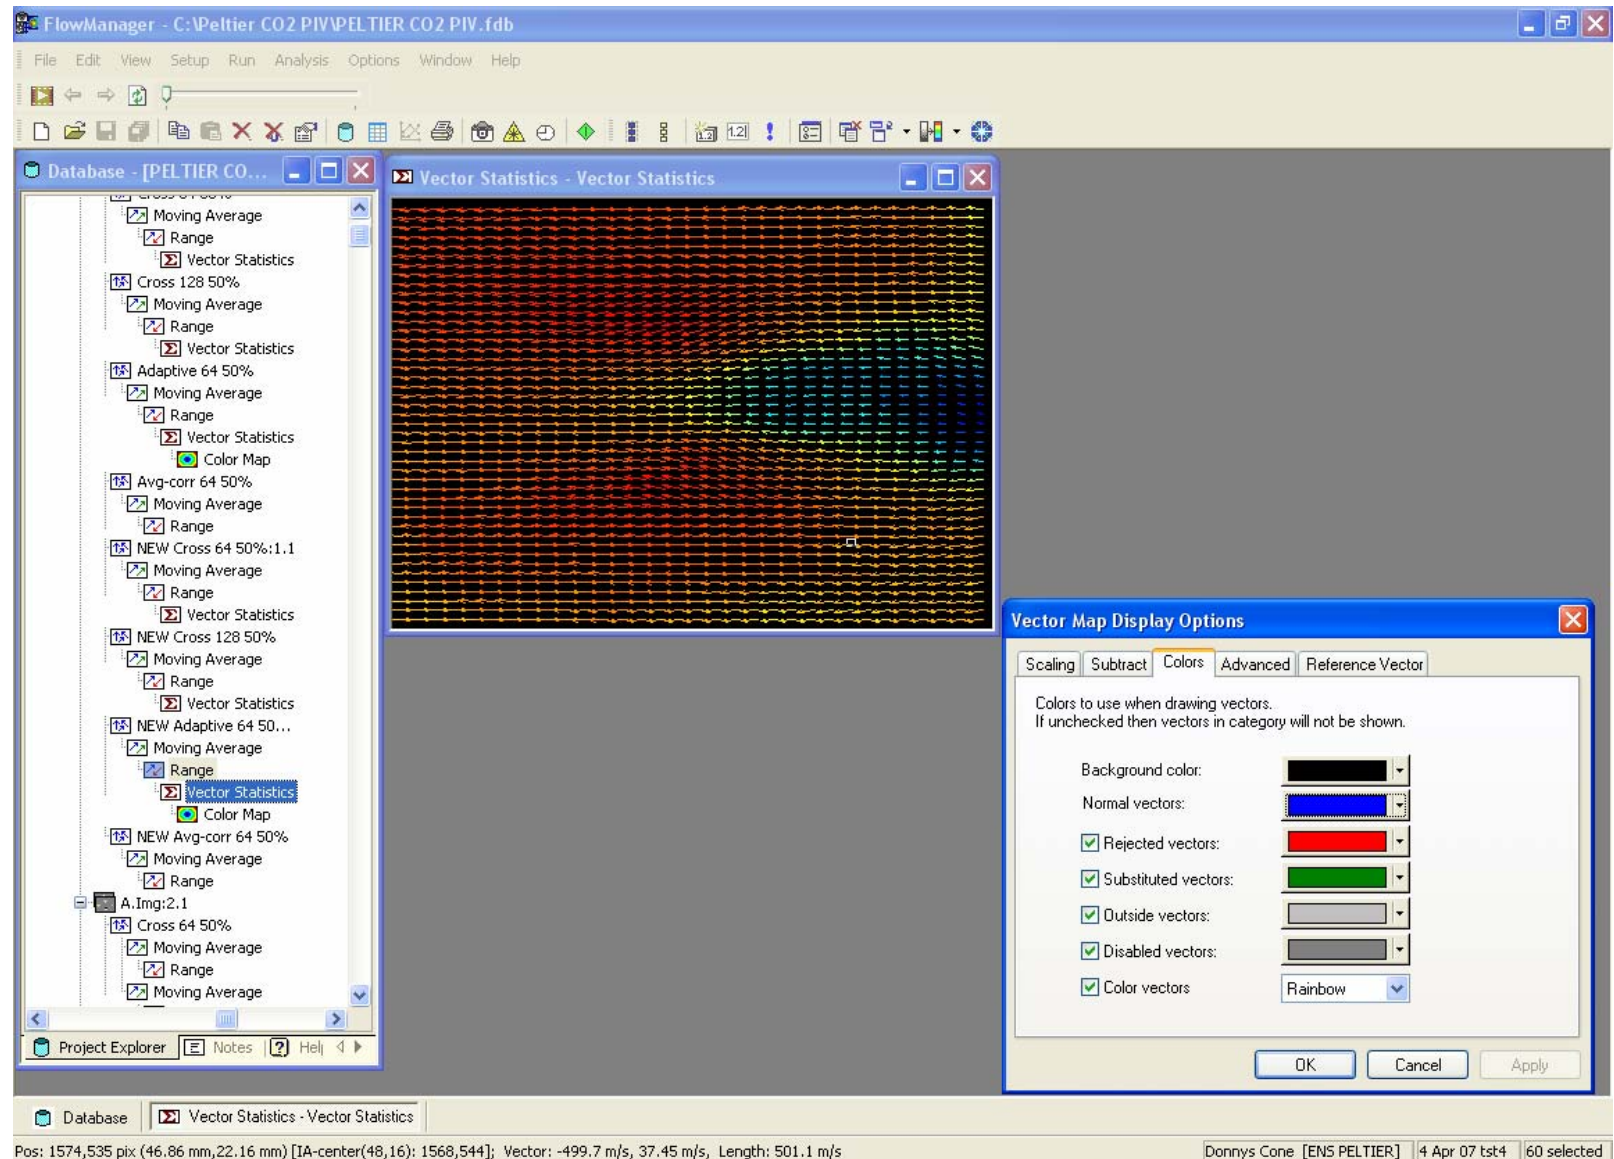 FlowManager - C:\Peltier CO2 PIV\PELTIER CO2 PIV.fdb
File Edit View Setup Run Analysis Options Window Help
Database - [PELTIER CO...
Moving Average
Range
Vector Statistics
Cross 128 50%
Moving Average
Range
Vector Statistics
Adaptive 64 50%
Moving Average
Range
Vector Statistics
Color Map
Avg-corr 64 50%
Moving Average
Range
NEW Cross 64 50%:1.1
Moving Average
Range
Vector Statistics
NEW Cross 128 50%
Moving Average
Range
Vector Statistics
NEW Adaptive 64 50...
Moving Average
Range
Vector Statistics
Color Map
NEW Avg-corr 64 50%
Moving Average
Range
A.Img:2.1
Cross 64 50%
Moving Average
Range
Moving Average
Project Explorer Notes Hel
Vector Statistics - Vector Statistics
Vector Map Display Options
Scaling Subtract Colors Advanced Reference Vector
Colors to use when drawing vectors.
If unchecked then vectors in category will not be shown.
Background color:
Normal vectors:
Rejected vectors:
Substituted vectors:
Outside vectors:
Disabled vectors:
Color vectors Rainbow
OK Cancel Apply
Database Vector Statistics - Vector Statistics
Pos: 1574,535 pix (46.86 mm,22.16 mm) [IA-center(48,16): 1568,544]; Vector: -499.7 m/s, 37.45 m/s, Length: 501.1 m/s
Donnys Cone [ENS PELTIER] 4 Apr 07 tst4 60 selected